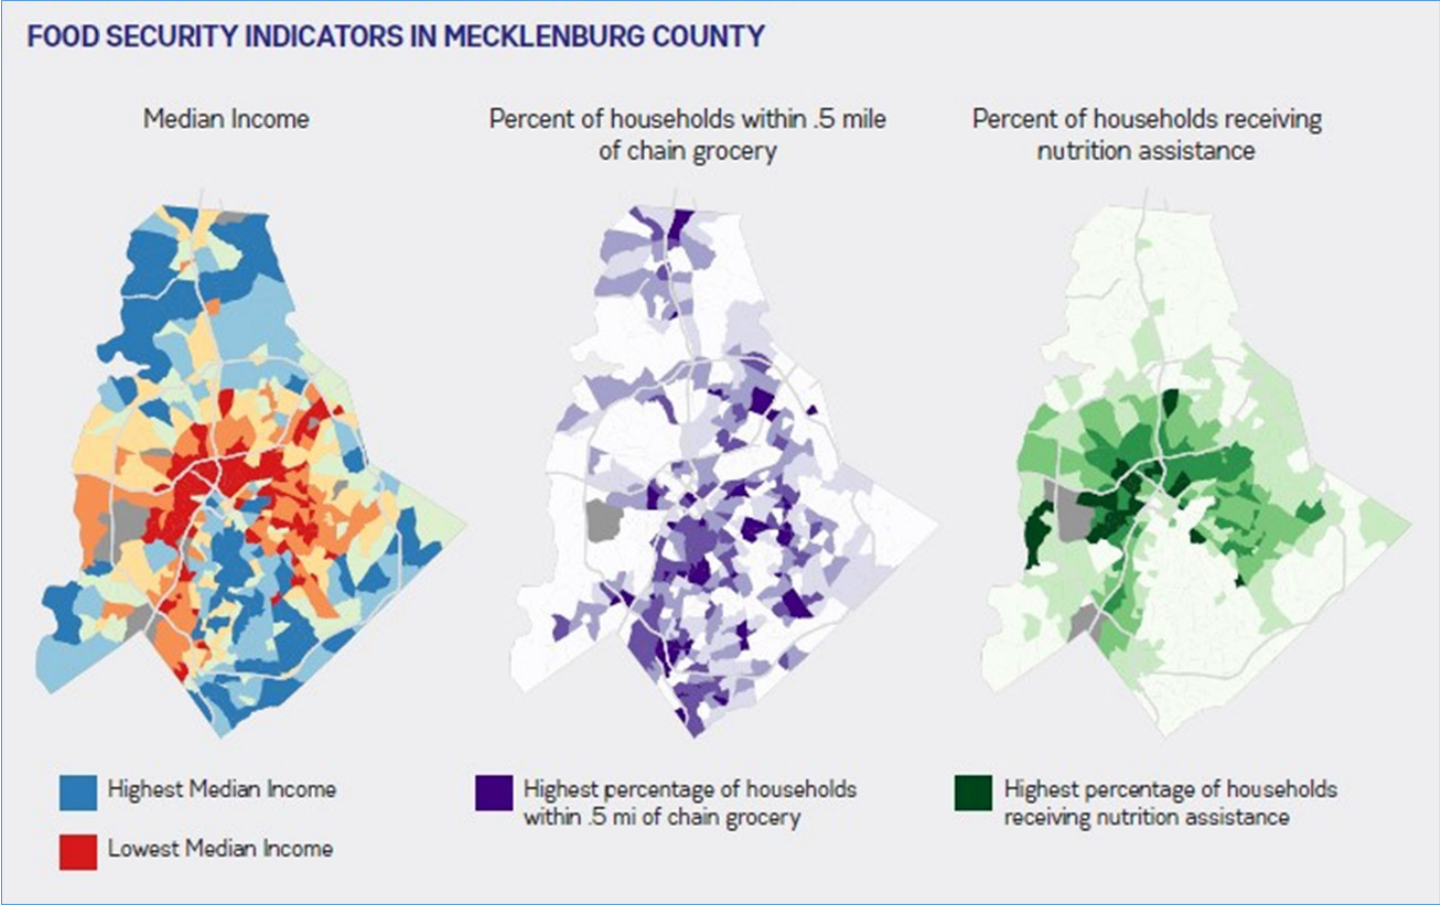 FOOD SECURITY INDICATORS IN MECKLENBURG COUNTY
Median Income
Percent of households within .5 mile
of chain grocery
Percent of households receiving
nutrition assistance
Highest Median Income
Lowest Median Income
Highest percentage of households
within .5 mi of chain grocery
Highest percentage of households
receiving nutrition assistance